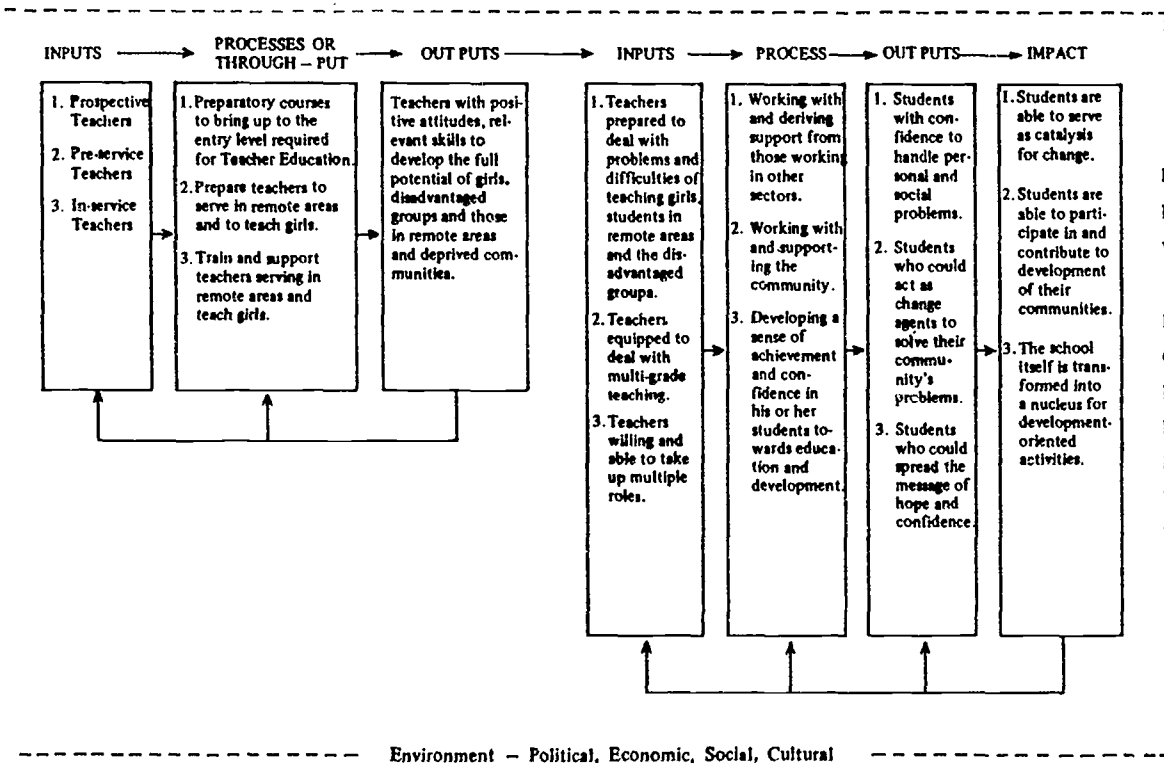 INPUTS
PROCESSES OR
THROUGH – PUT
OUT PUTS
INPUTS
PROCESS
OUT PUTS
IMPACT
1. Prospective
Teachers
2. Pre-service
Teachers
3. In-service
Teachers
1. Preparatory courses
to bring up to the
entry level required
for Teacher Education.
2. Prepare teachers to
serve in remote areas
and to teach girls.
3. Train and support
teachers serving in
remote areas and
teach girls.
Teachers with posi-
tive attitudes, rel-
evant skills to
develop the full
potential of girls,
disadvantaged
groups and those
in remote areas
and deprived com-
munities.
1. Teachers
prepared to
deal with
problems and
difficulties of
teaching girls,
students in
remote areas
and the dis-
advantaged
groups.
2. Teachers
equipped to
deal with
multi-grade
teaching.
3. Teachers
willing and
able to take
up multiple
roles.
1. Working with
and deriving
support from
those working
in other
sectors.
2. Working with
and support-
ing the
community.
3. Developing a
sense of
achievement
and con-
fidence in
his or her
students to-
wards educa-
tion and
development.
1. Students
with con-
fidence to
handle per-
sonal and
social
problems.
2. Students
who could
act as
change
agents to
solve their
commu-
nity's
problems.
3. Students
who could
spread the
message of
hope and
confidence.
1. Students are
able to serve
as catalysis
for change.
2. Students are
able to parti-
cipate in and
contribute to
development
of their
communities.
3. The school
itself is trans-
formed into
a nucleus for
development-
oriented
activities.
Environment – Political, Economic, Social, Cultural